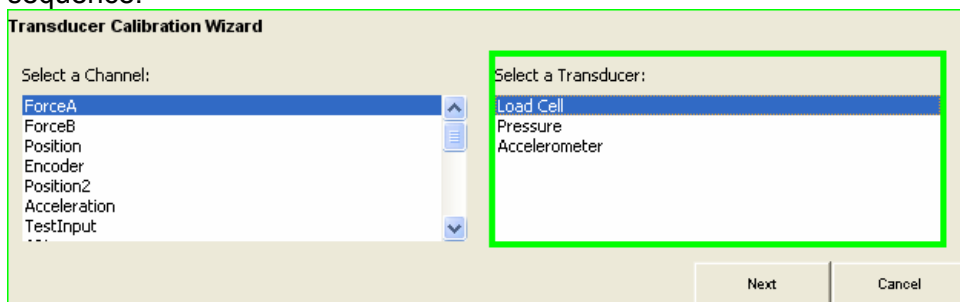 sequence.
Transducer Calibration Wizard
Select a Channel:
ForceA
ForceB
Position
Encoder
Position2
Acceleration
TestInput
Select a Transducer:
Load Cell
Pressure
Accelerometer
Next
Cancel